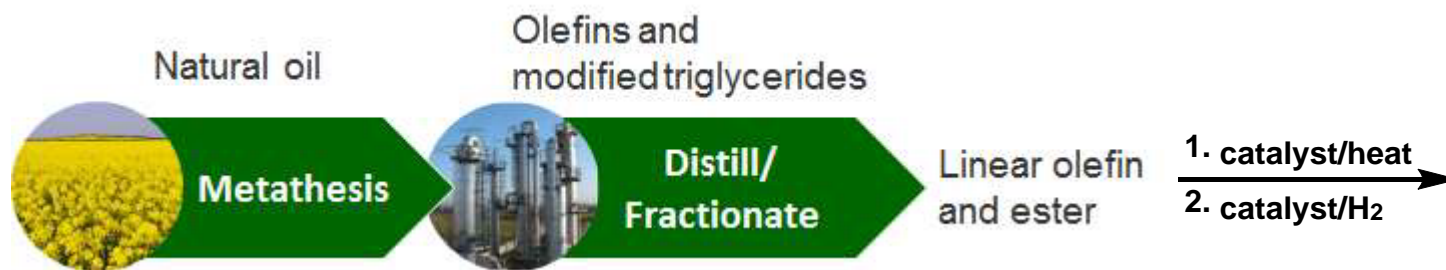 Natural oil
Metathesis
Olefins and
modified triglycerides
Distill/
Fractionate
Linear olefin
and ester
1. catalyst/heat
2. catalyst/H2